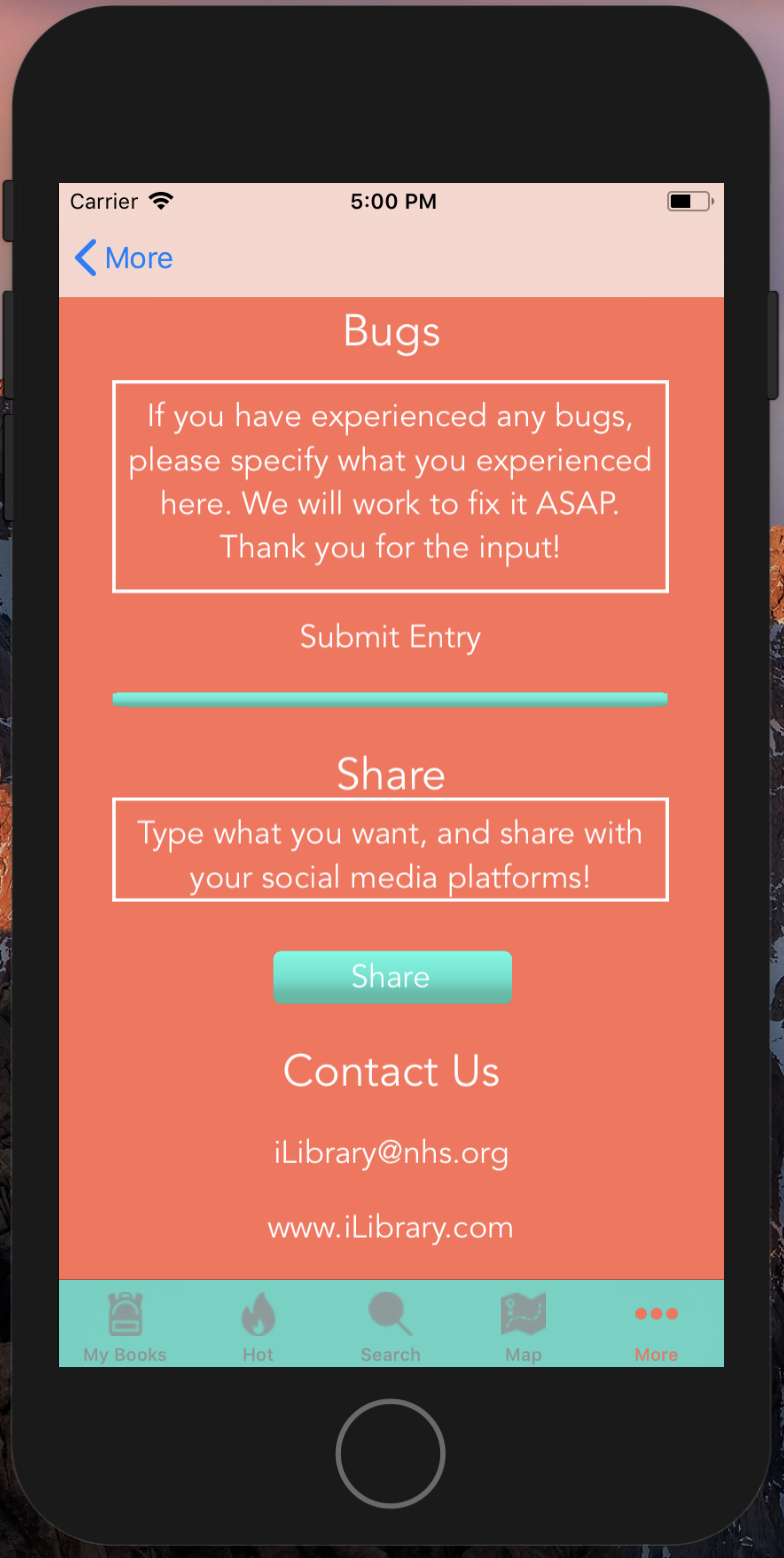 Carrier 5:00 PM
More
Bugs
If you have experienced any bugs,
please specify what you experienced
here. We will work to fix it ASAP.
Thank you for the input!
Submit Entry
Share
Type what you want, and share with
your social media platforms!
Share
Contact Us
iLibrary@nhs.org
www.iLibrary.com
My Books Hot Search Map More